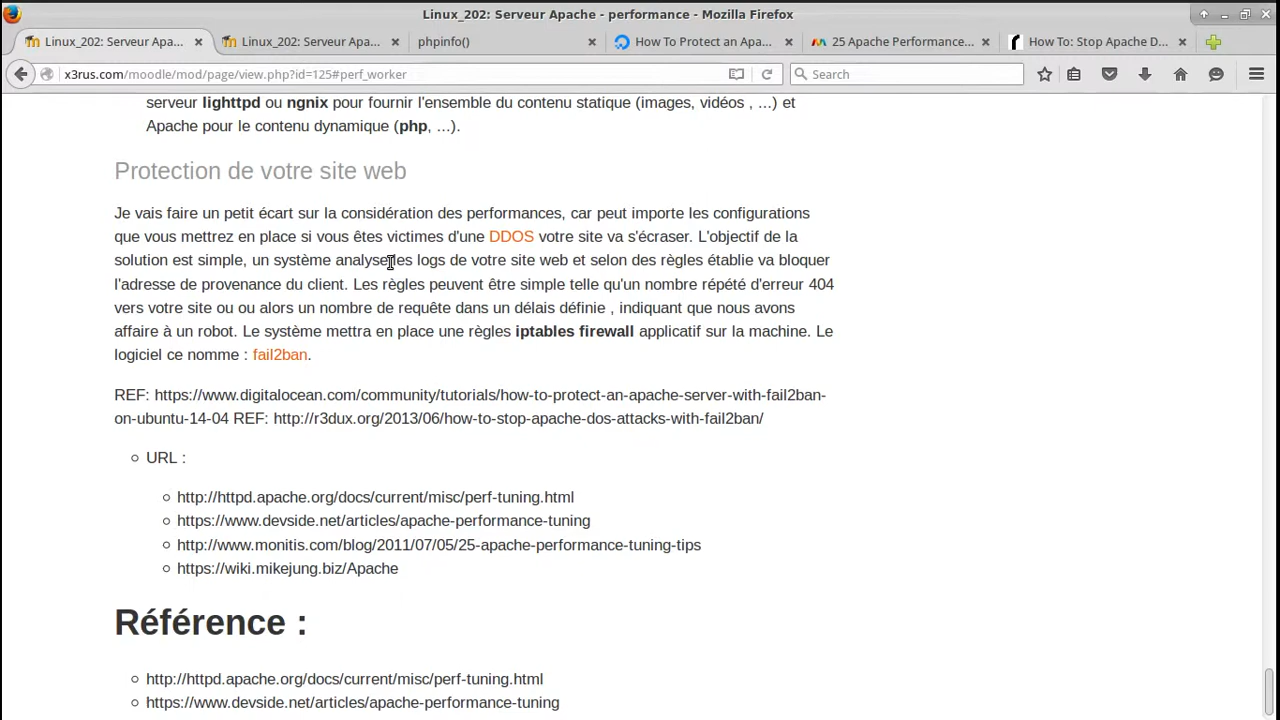 Linux_202: Serveur Apache - performance - Mozilla Firefox
Linux_202: Serveur Apa...
Linux_202: Serveur Apa...
phpinfo()
How To Protect an Apa...
25 Apache Performance...
How To: Stop Apache D...
x3rus.com/moodle/mod/page/view.php?id=125#perf_worker
Search
serveur lighttpd ou ngnix pour fournir l'ensemble du contenu statique (images, vidéos , ...) et
Apache pour le contenu dynamique (php, ...).
Protection de votre site web
Je vais faire un petit écart sur la considération des performances, car peut importe les configurations
que vous mettrez en place si vous êtes victimes d'une DDOS votre site va s'écraser. L'objectif de la
solution est simple, un système analyse les logs de votre site web et selon des règles établie va bloquer
l'adresse de provenance du client. Les règles peuvent être simple telle qu'un nombre répété d'erreur 404
vers votre site ou ou alors un nombre de requête dans un délais définie , indiquant que nous avons
affaire à un robot. Le système mettra en place une règles iptables firewall applicatif sur la machine. Le
logiciel ce nomme : fail2ban.
REF: https://www.digitalocean.com/community/tutorials/how-to-protect-an-apache-server-with-fail2ban-
on-ubuntu-14-04 REF: http://r3dux.org/2013/06/how-to-stop-apache-dos-attacks-with-fail2ban/
URL :
http://httpd.apache.org/docs/current/misc/perf-tuning.html
https://www.devside.net/articles/apache-performance-tuning
http://www.monitis.com/blog/2011/07/05/25-apache-performance-tuning-tips
https://wiki.mikejung.biz/Apache
Référence :
http://httpd.apache.org/docs/current/misc/perf-tuning.html
https://www.devside.net/articles/apache-performance-tuning